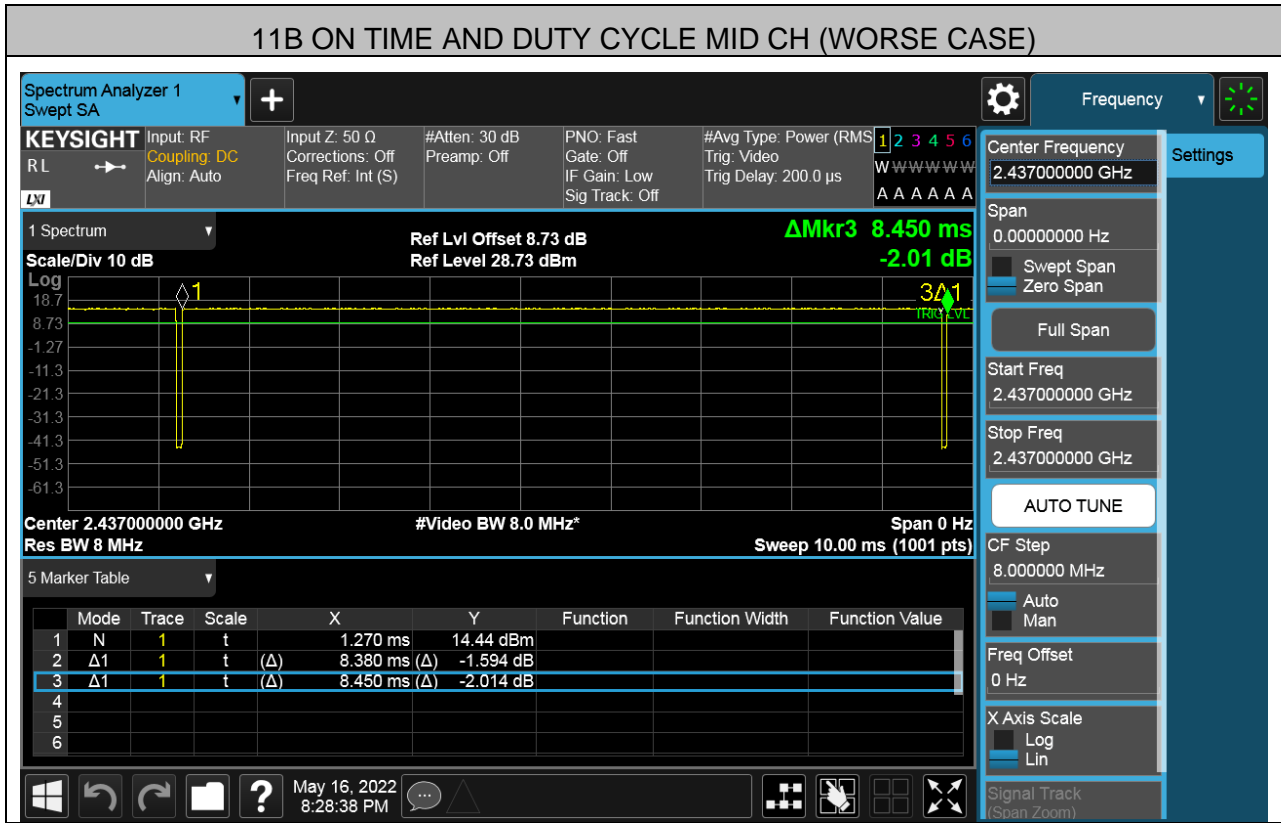 11B ON TIME AND DUTY CYCLE MID CH (WORSE CASE)
Spectrum Analyzer 1
Swept SA
Frequency
KEYSIGHT
RL
LXI
Input: RF
Coupling: DC
Align: Auto
Input Z: 50 Ω
Corrections: Off
Freq Ref: Int (S)
#Atten: 30 dB
Preamp: Off
PNO: Fast
Gate: Off
IF Gain: Low
Sig Track: Off
#Avg Type: Power (RMS
Trig: Video
Trig Delay: 200.0 µs
1 2 3 4 5 6
W W W W W W
A A A A A A
1 Spectrum
Scale/Div 10 dB
Ref Lvl Offset 8.73 dB
Ref Level 28.73 dBm
ΔMkr3 8.450 ms
-2.01 dB
Log
1
3Δ1
TRIG LVL
18.7
8.73
-1.27
-11.3
-21.3
-31.3
-41.3
-51.3
-61.3
Center 2.437000000 GHz
#Video BW 8.0 MHz*
Span 0 Hz
Res BW 8 MHz
Sweep 10.00 ms (1001 pts)
5 Marker Table
Mode Trace Scale X Y Function Function Width Function Value
1 N 1 t 1.270 ms 14.44 dBm
2 Δ1 1 t (Δ) 8.380 ms (Δ) -1.594 dB
3 Δ1 1 t (Δ) 8.450 ms (Δ) -2.014 dB
4
5
6
May 16, 2022
8:28:38 PM
Center Frequency
2.437000000 GHz
Settings
Span
0.00000000 Hz
Swept Span
Zero Span
Full Span
Start Freq
2.437000000 GHz
Stop Freq
2.437000000 GHz
AUTO TUNE
CF Step
8.000000 MHz
Auto
Man
Freq Offset
0 Hz
X Axis Scale
Log
Lin
Signal Track
(Span Zoom)